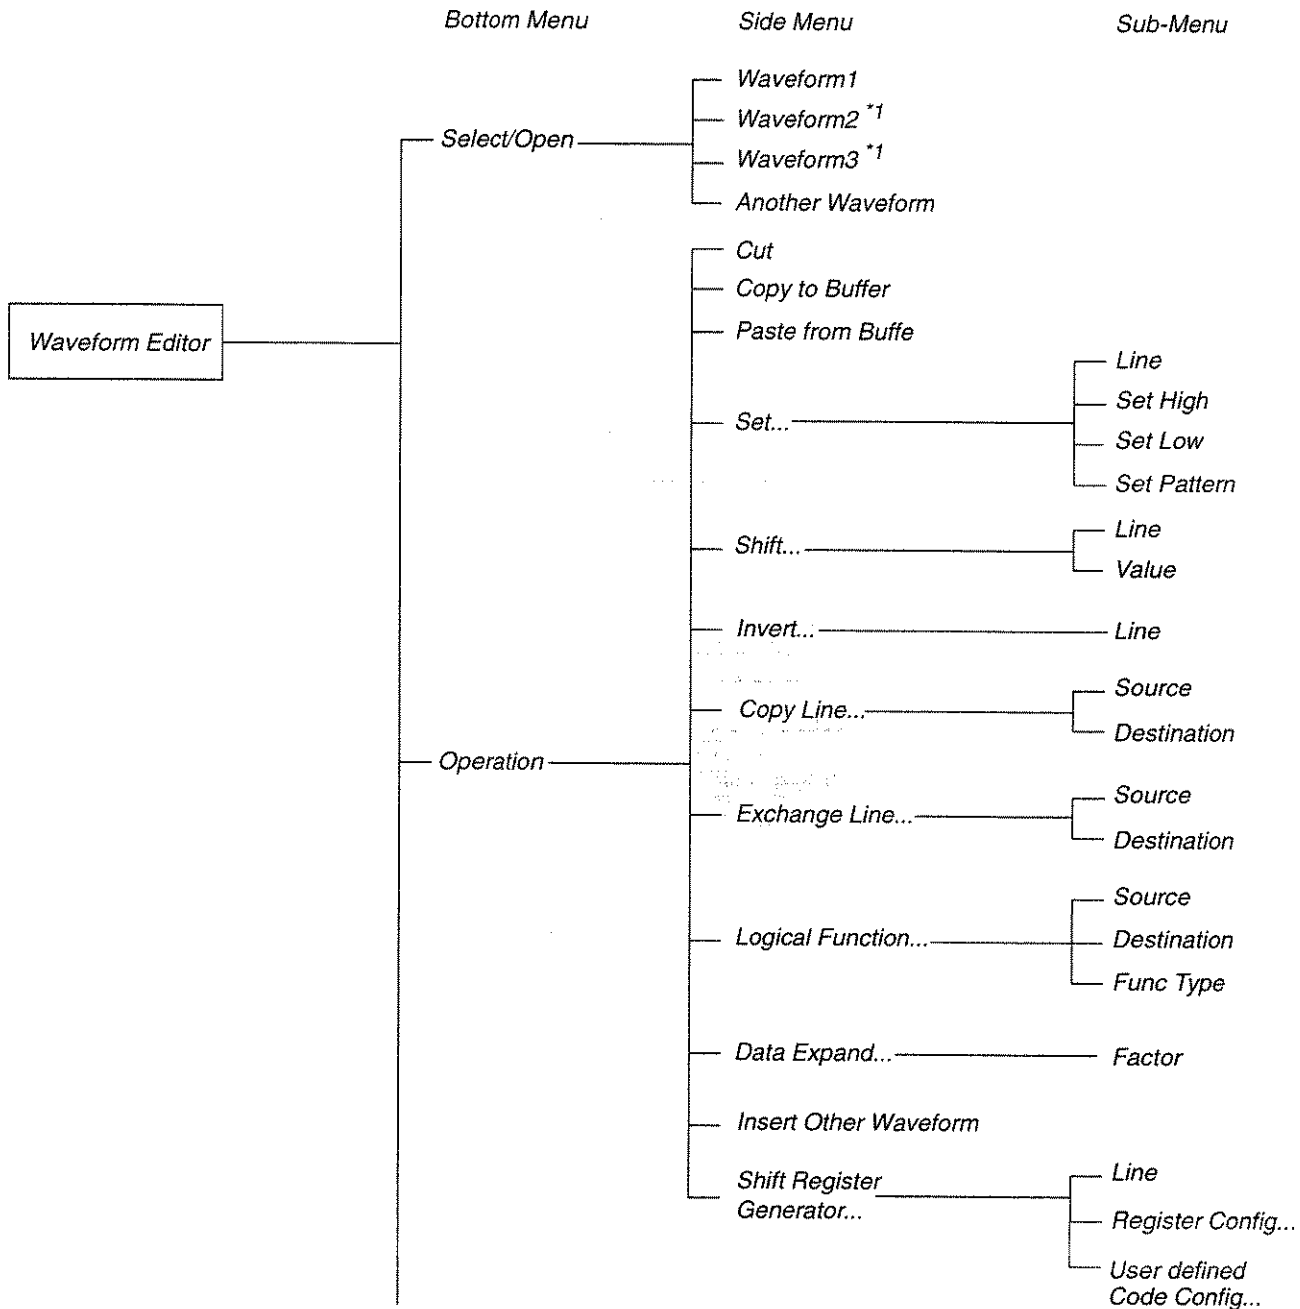 Bottom Menu Side Menu Sub-Menu
Waveform1
Waveform2 *1
Select/Open
Waveform3 *1
Another Waveform
Cut
Copy to Buffer
Waveform Editor
Paste from Buffe
Line
Set High
Set...
Set Low
Set Pattern
Line
Shift...
Value
Invert... Line
Source
Copy Line...
Destination
Operation
Source
Exchange Line...
Destination
Source
Logical Function... Destination
Func Type
Data Expand... Factor
Insert Other Waveform
Shift Register
Generator...
Line
Register Config...
User defined
Code Config...